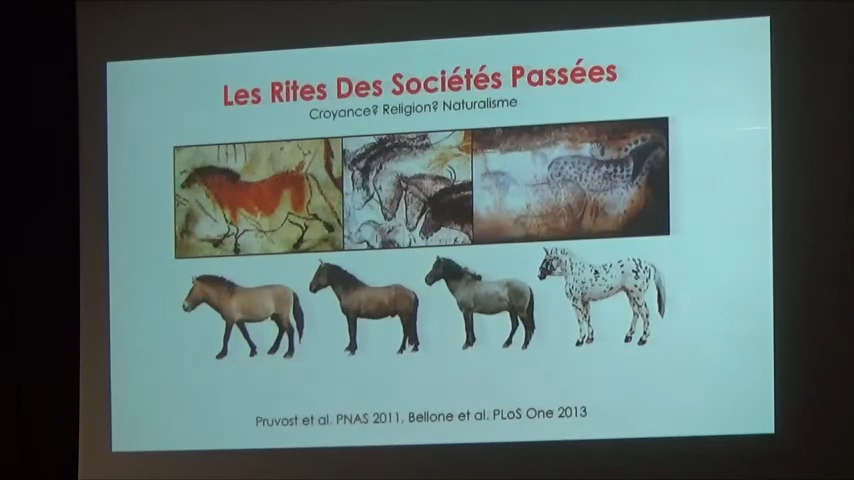 Les Rites Des Sociétés Passées
Croyance? Religion? Naturalisme
Pruvost et al. PNAS 2011, Bellone et al. PLoS One 2013